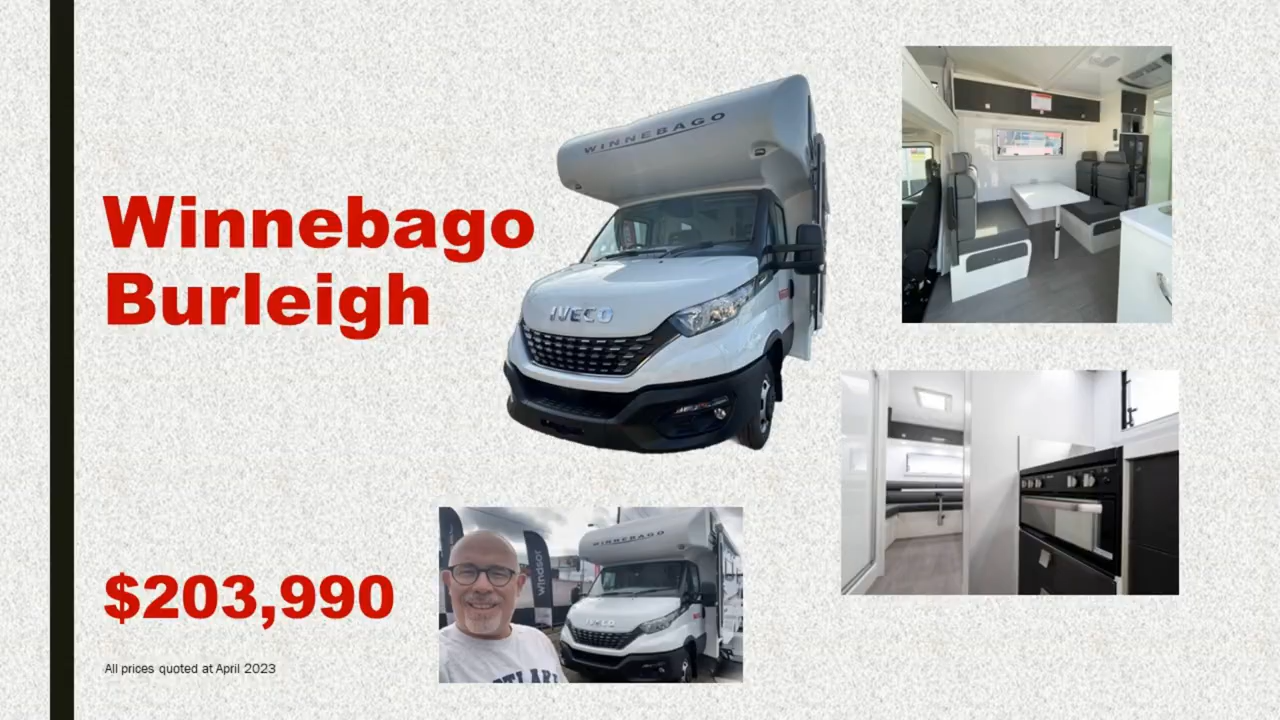 Winnebago
Burleigh
WINNEBAGO
IVECO
$203,990
All prices quoted at April 2023
windsor
WINNEBAGO
IVECO